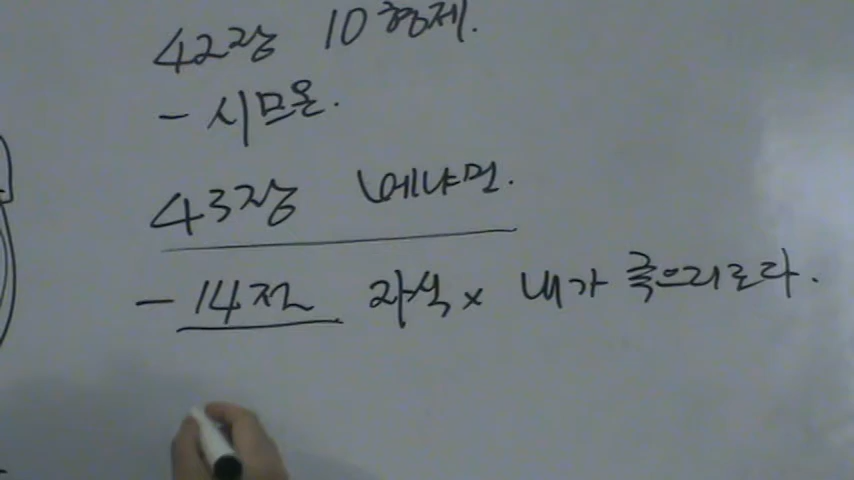 42장 10형제.
- 시므온.
43장 베냐민.
- 14절 자식 x 내가 죽으리로다.